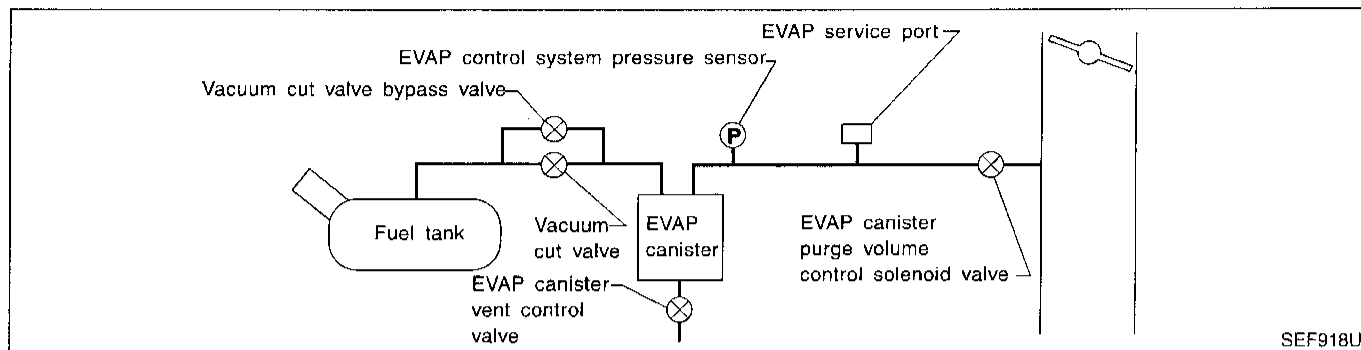 EVAP service port
EVAP control system pressure sensor
Vacuum cut valve bypass valve
P
Fuel tank
Vacuum
cut valve
EVAP
canister
EVAP canister
purge volume
control solenoid valve
EVAP canister
vent control
valve
SEF918U